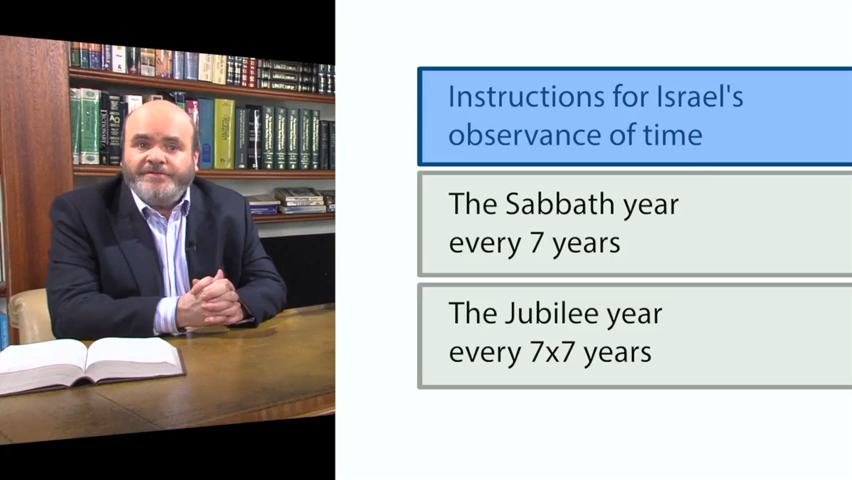 Instructions for Israel's
observance of time
The Sabbath year
every 7 years
The Jubilee year
every 7x7 years